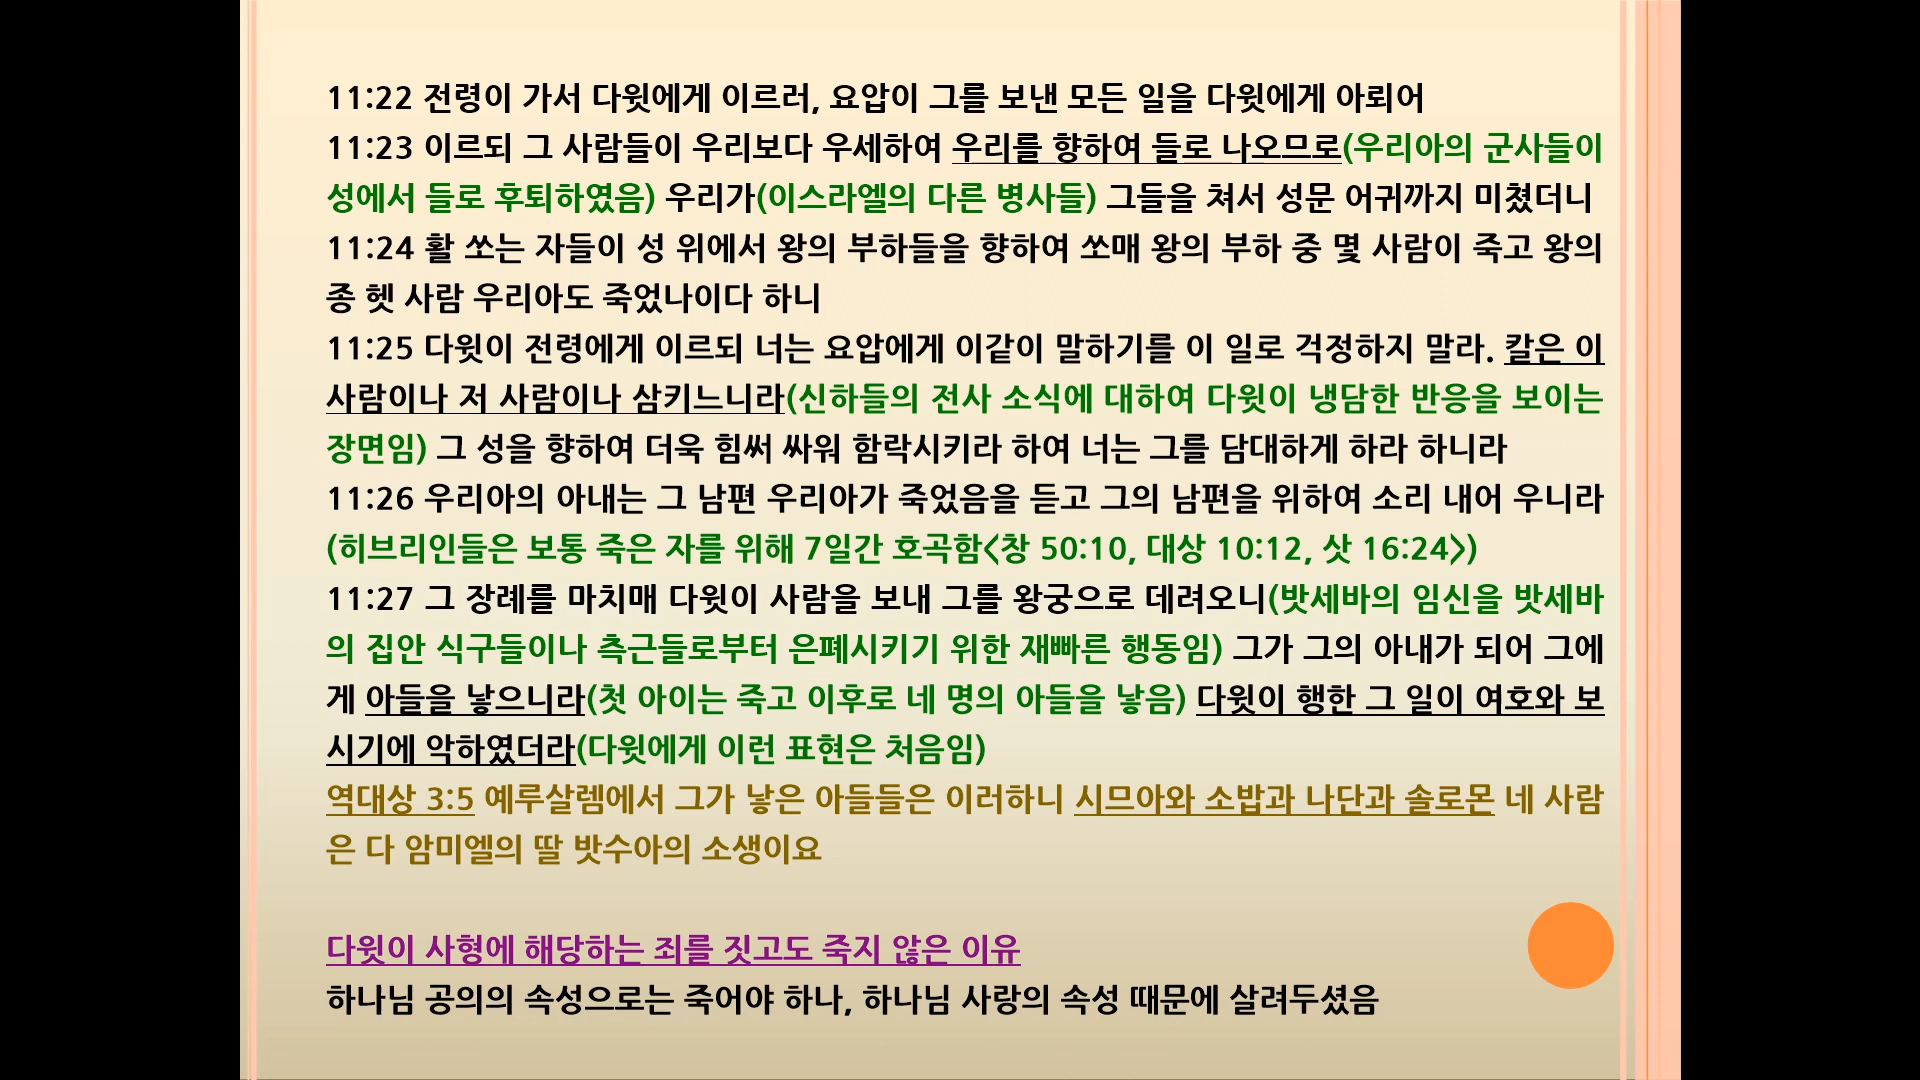 11:22 전령이 가서 다윗에게 이르러, 요압이 그를 보낸 모든 일을 다윗에게 아뢰어
11:23 이르되 그 사람들이 우리보다 우세하여 우리를 향하여 들로 나오므로(우리아의 군사들이
성에서 들로 후퇴하였음) 우리가(이스라엘의 다른 병사들) 그들을 쳐서 성문 어귀까지 미쳤더니
11:24 활 쏘는 자들이 성 위에서 왕의 부하들을 향하여 쏘매 왕의 부하 중 몇 사람이 죽고 왕의
종 헷 사람 우리아도 죽었나이다 하니
11:25 다윗이 전령에게 이르되 너는 요압에게 이같이 말하기를 이 일로 걱정하지 말라. 칼은 이
사람이나 저 사람이나 삼키느니라(신하들의 전사 소식에 대하여 다윗이 냉담한 반응을 보이는
장면임) 그 성을 향하여 더욱 힘써 싸워 함락시키라 하여 너는 그를 담대하게 하라 하니라
11:26 우리아의 아내는 그 남편 우리아가 죽었음을 듣고 그의 남편을 위하여 소리 내어 우니라
(히브리인들은 보통 죽은 자를 위해 7일간 호곡함<창 50:10, 대상 10:12, 삿 16:24>)
11:27 그 장례를 마치매 다윗이 사람을 보내 그를 왕궁으로 데려오니(밧세바의 임신을 밧세바
의 집안 식구들이나 측근들로부터 은폐시키기 위한 재빠른 행동임) 그가 그의 아내가 되어 그에
게 아들을 낳으니라(첫 아이는 죽고 이후로 네 명의 아들을 낳음) 다윗이 행한 그 일이 여호와 보
시기에 악하였더라(다윗에게 이런 표현은 처음임)
역대상 3:5 예루살렘에서 그가 낳은 아들들은 이러하니 시므아와 소밥과 나단과 솔로몬 네 사람
은 다 암미엘의 딸 밧수아의 소생이요
다윗이 사형에 해당하는 죄를 짓고도 죽지 않은 이유
하나님 공의의 속성으로는 죽어야 하나, 하나님 사랑의 속성 때문에 살려두셨음